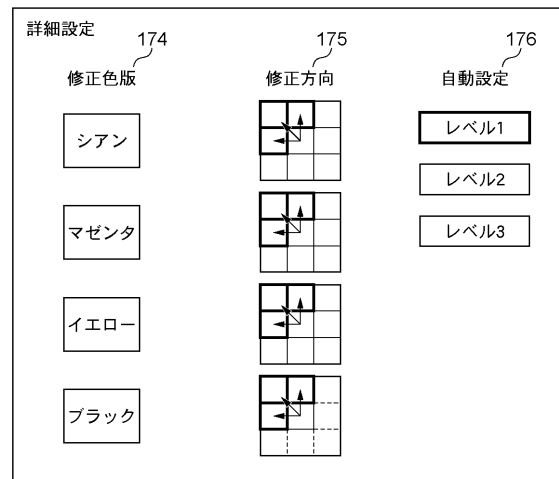 詳細設定
174
175
176
修正色版
修正方向
自動設定
シアン
レベル1
レベル2
マゼンタ
レベル3
イエロー
ブラック